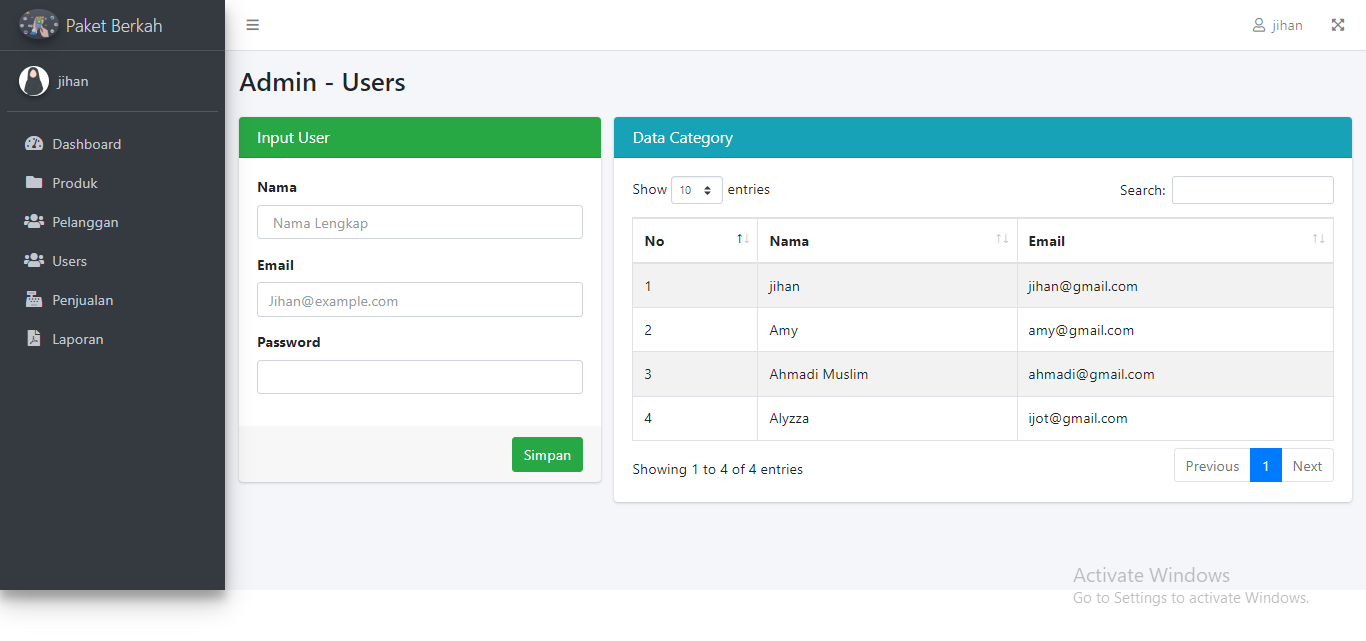 Paket Berkah
jihan
jihan
Dashboard
Produk
Pelanggan
Users
Penjualan
Laporan
Admin - Users
Input User
Nama
Nama Lengkap
Email
Jihan@example.com
Password
Simpan
Data Category
Show 10 entries Search:
No Nama Email
1 jihan jihan@gmail.com
2 Amy amy@gmail.com
3 Ahmadi Muslim ahmadi@gmail.com
4 Alyzza ijot@gmail.com
Showing 1 to 4 of 4 entries Previous 1 Next
Activate Windows
Go to Settings to activate Windows.